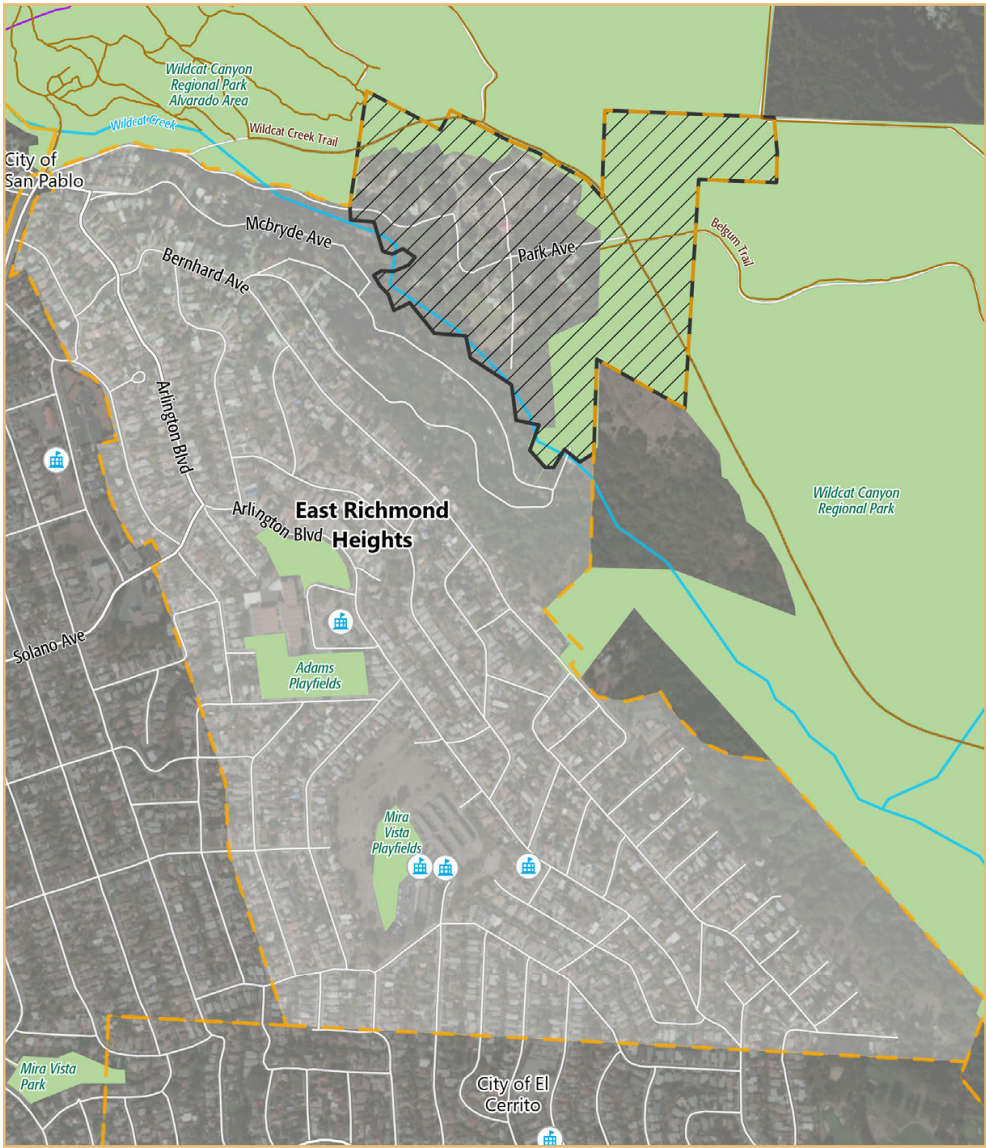 Wildcat Canyon
Regional Park
Alvarado Area
Wildcat Creek
Wildcat Creek Trail
City of
San Pablo
Mcbryde Ave
Bernhard Ave
Park Ave
Belgum Trail
Arlington Blvd
Wildcat Canyon
Regional Park
East Richmond
Heights
Arlington Blvd
Solano Ave
Adams
Playfields
Mira
Vista
Playfields
Mira Vista
Park
City of El
Cerrito